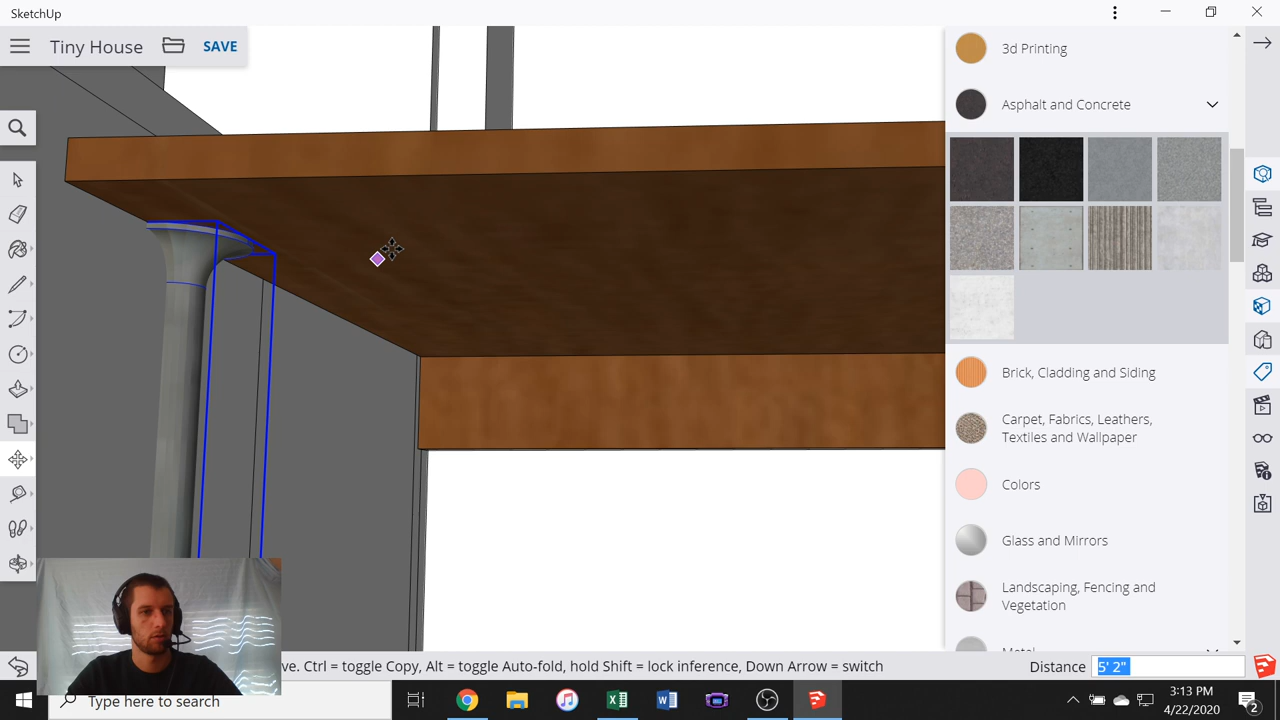 SketchUp
Tiny House
SAVE
3d Printing
Asphalt and Concrete
Brick, Cladding and Siding
Carpet, Fabrics, Leathers,
Textiles and Wallpaper
Colors
Glass and Mirrors
Landscaping, Fencing and
Vegetation
ve. Ctrl = toggle Copy, Alt = toggle Auto-fold, hold Shift = lock inference, Down Arrow = switch
Distance
5' 2"
Type here to search
3:13 PM
4/22/2020
2